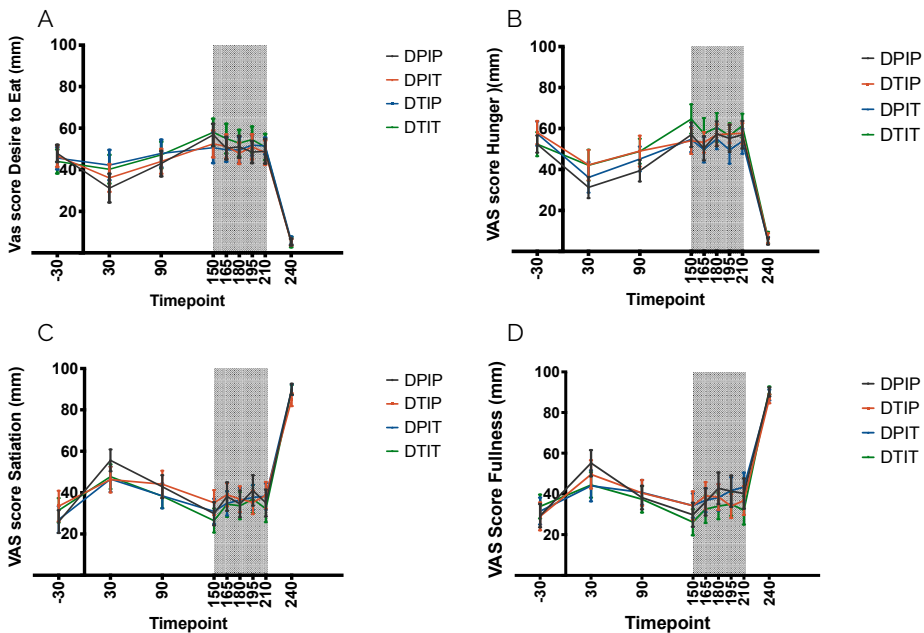 A
Vas score Desire to Eat (mm)
100
80
60
40
20
-30
30
90
150
165
180
195
210
240
Timepoint
DPIP
DPIT
DTIP
DTIT
B
VAS score Hunger )(mm)
100
80
60
40
20
-30
30
90
150
165
180
195
210
240
Timepoint
DPIP
DTIP
DPIT
DTIT
C
VAS score Satiation (mm)
100
80
60
40
20
-30
30
90
150
165
180
195
210
240
Timepoint
DPIP
DTIP
DPIT
DTIT
D
VAS Score Fullness (mm)
100
80
60
40
20
-30
30
90
150
165
180
195
210
240
Timepoint
DPIP
DTIP
DPIT
DTIT